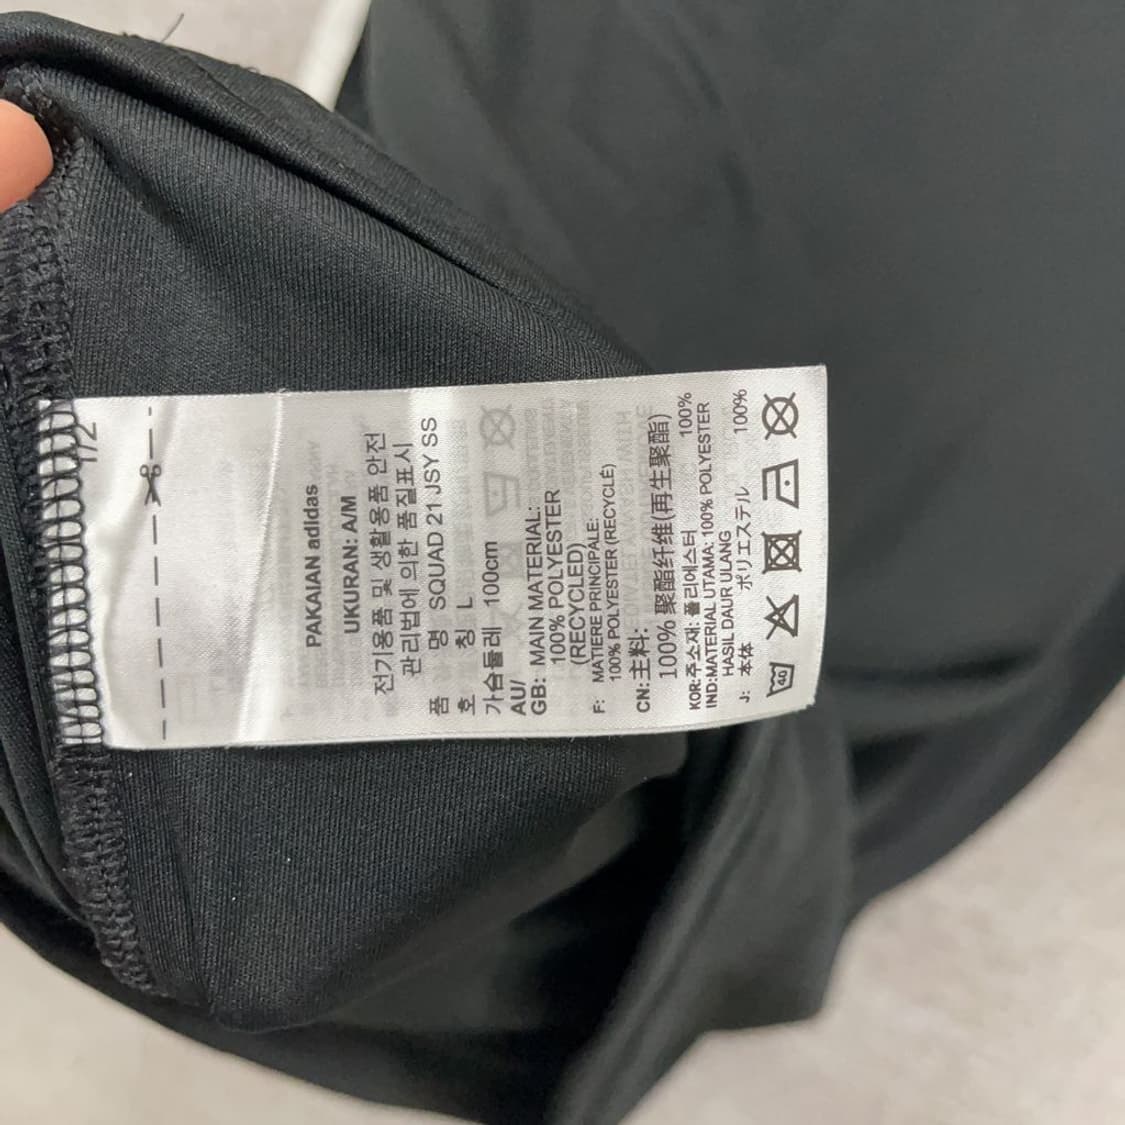 1/2
PAKAIAN adidas
UKURAN: A/M
전기용품 및 생활용품 안전
관리법에 의한 품질표시
품 명 SQUAD 21 JSY SS
호 칭 L
가슴둘레 100cm
AU/
GB: MAIN MATERIAL:
100% POLYESTER
(RECYCLED)
F: MATIERE PRINCIPALE:
100% POLYESTER (RECYCLÉ)
CN:主料:
100% 聚酯纤维(再生聚酯)
KOR:주소재: 폴리에스터 100%
IND:MATERIAL UTAMA: 100% POLYESTER
HASIL DAUR ULANG
J: 本体 ポリエステル 100%
40